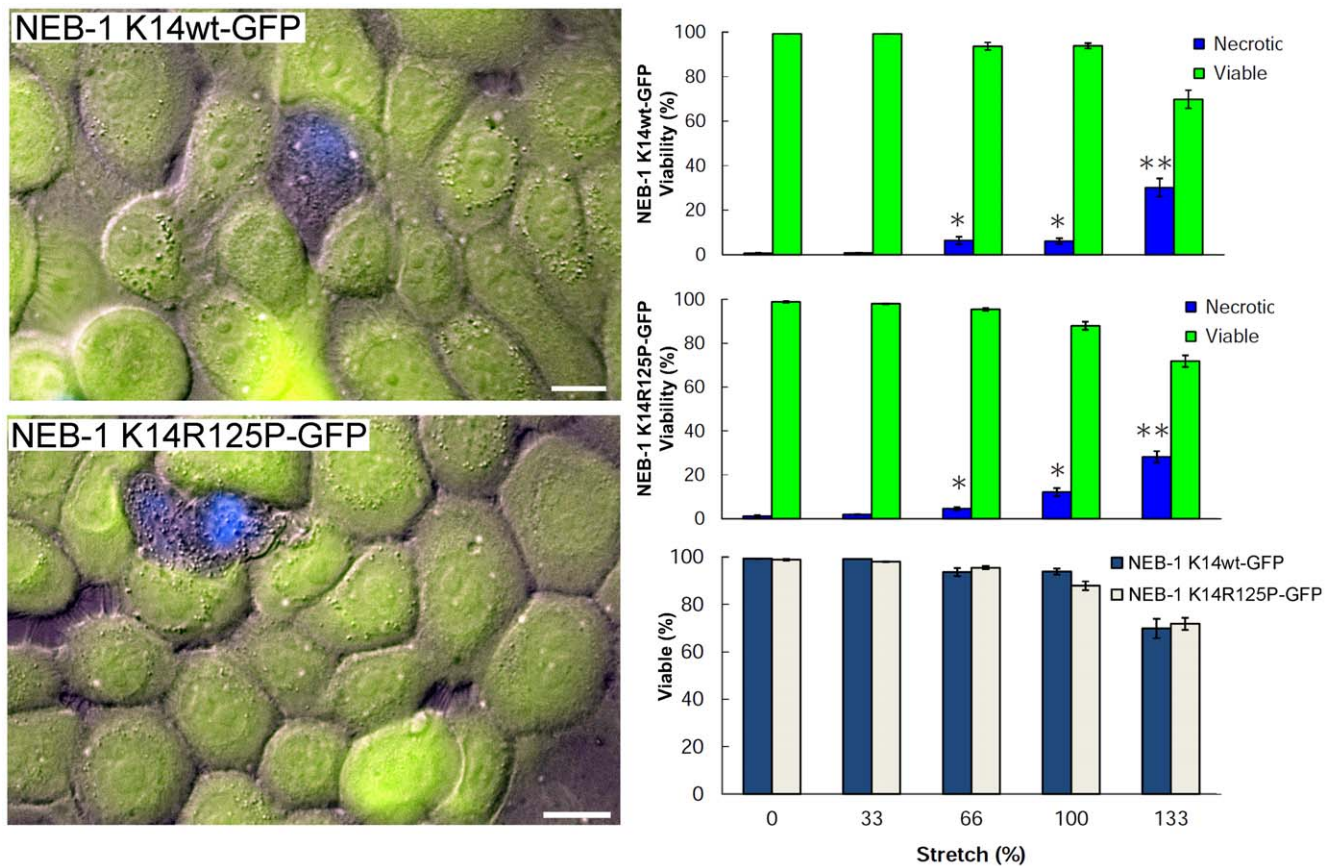 NEB-1 K14wt-GFP
NEB-1 K14R125P-GFP
NEB-1 K14wt-GFP
Viability (%)
100
80
60
40
20
0
Necrotic
Viable
*
*
**
NEB-1 K14R125P-GFP
Viability (%)
100
80
60
40
20
0
Necrotic
Viable
*
*
**
Viable (%)
100
80
60
40
20
0
NEB-1 K14wt-GFP
NEB-1 K14R125P-GFP
0 33 66 100 133
Stretch (%)